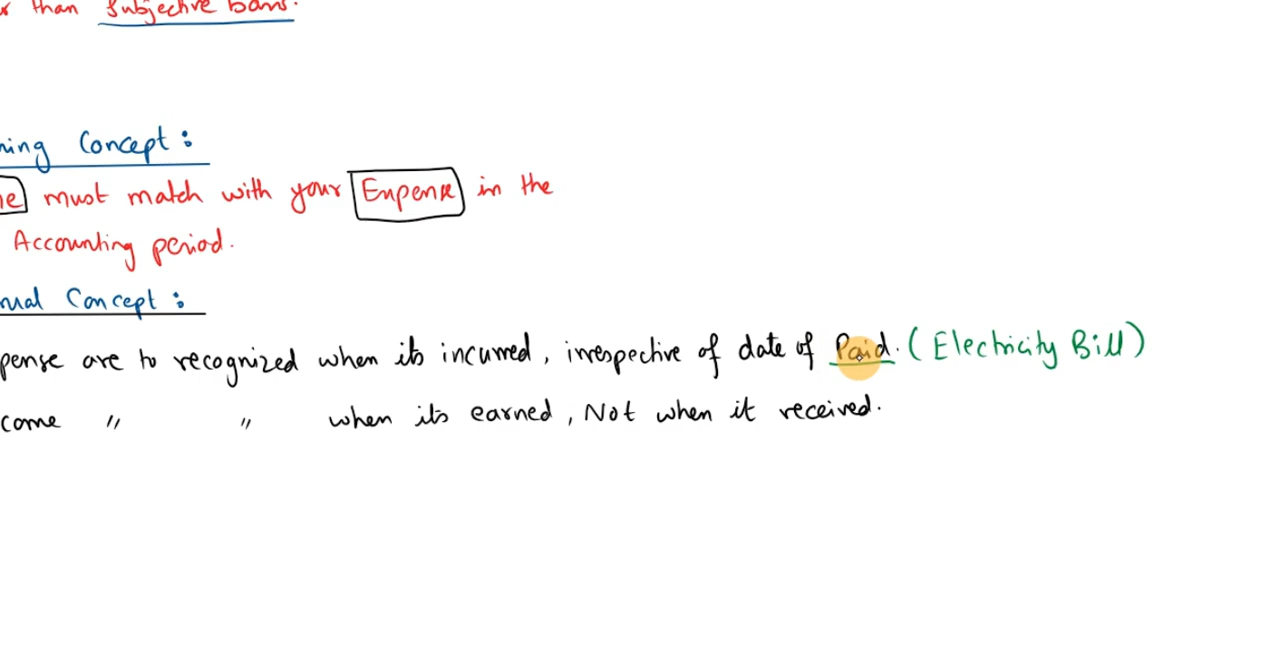 than Subjective basis.
ning Concept :
must match with your Expense in the
Accounting period.
ual Concept :
pense are to recognized when its incurred, irrespective of date of Paid. (Electricity Bill)
come " " when its earned, Not when it received.